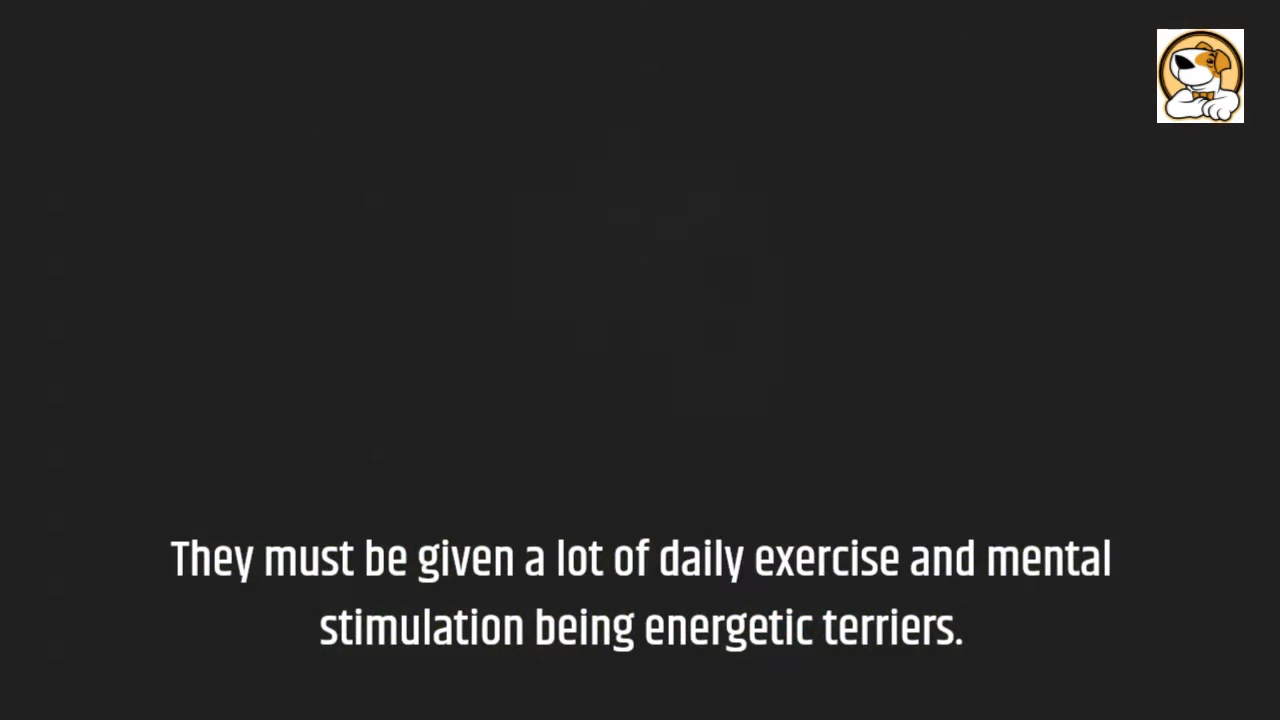 They must be given a lot of daily exercise and mental
stimulation being energetic terriers.